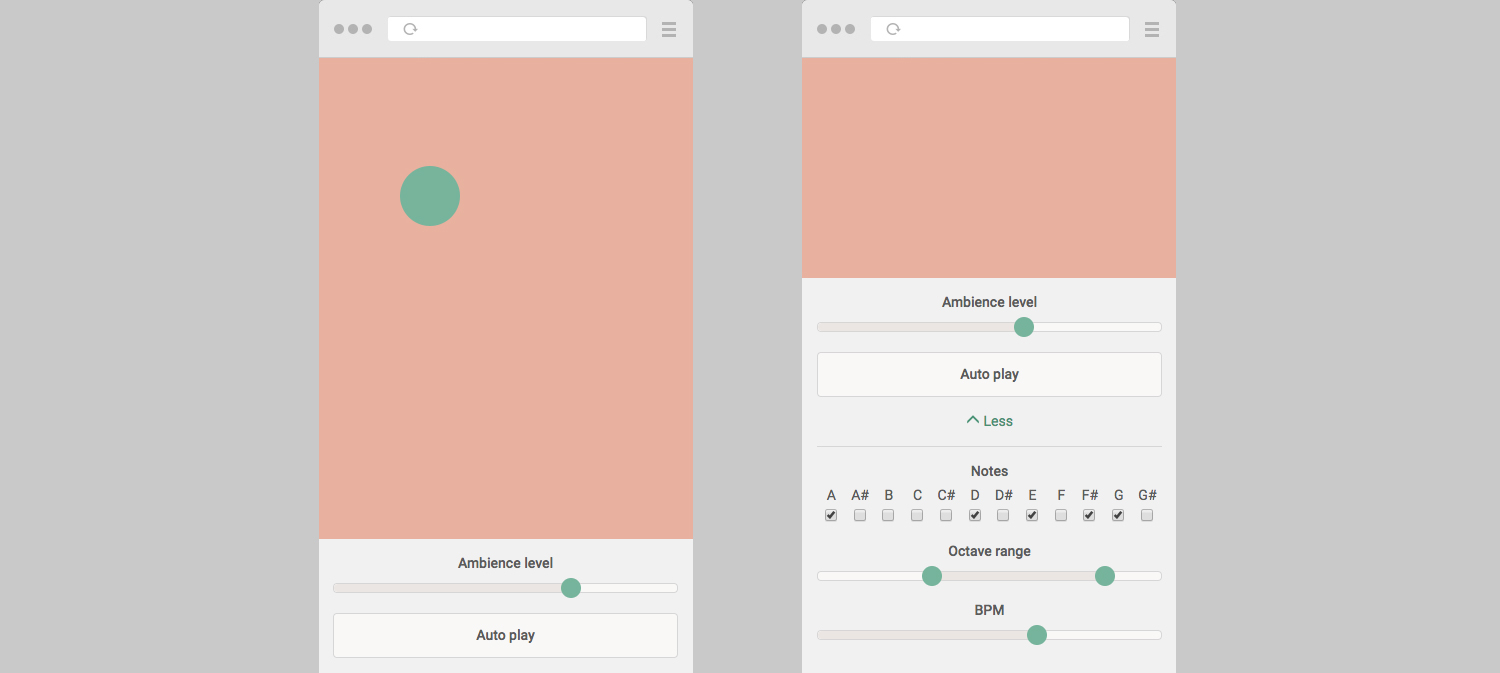 Ambience level
Auto play
Ambience level
Auto play
Less
Notes
A A# B C C# D D# E F F# G G#
Octave range
BPM